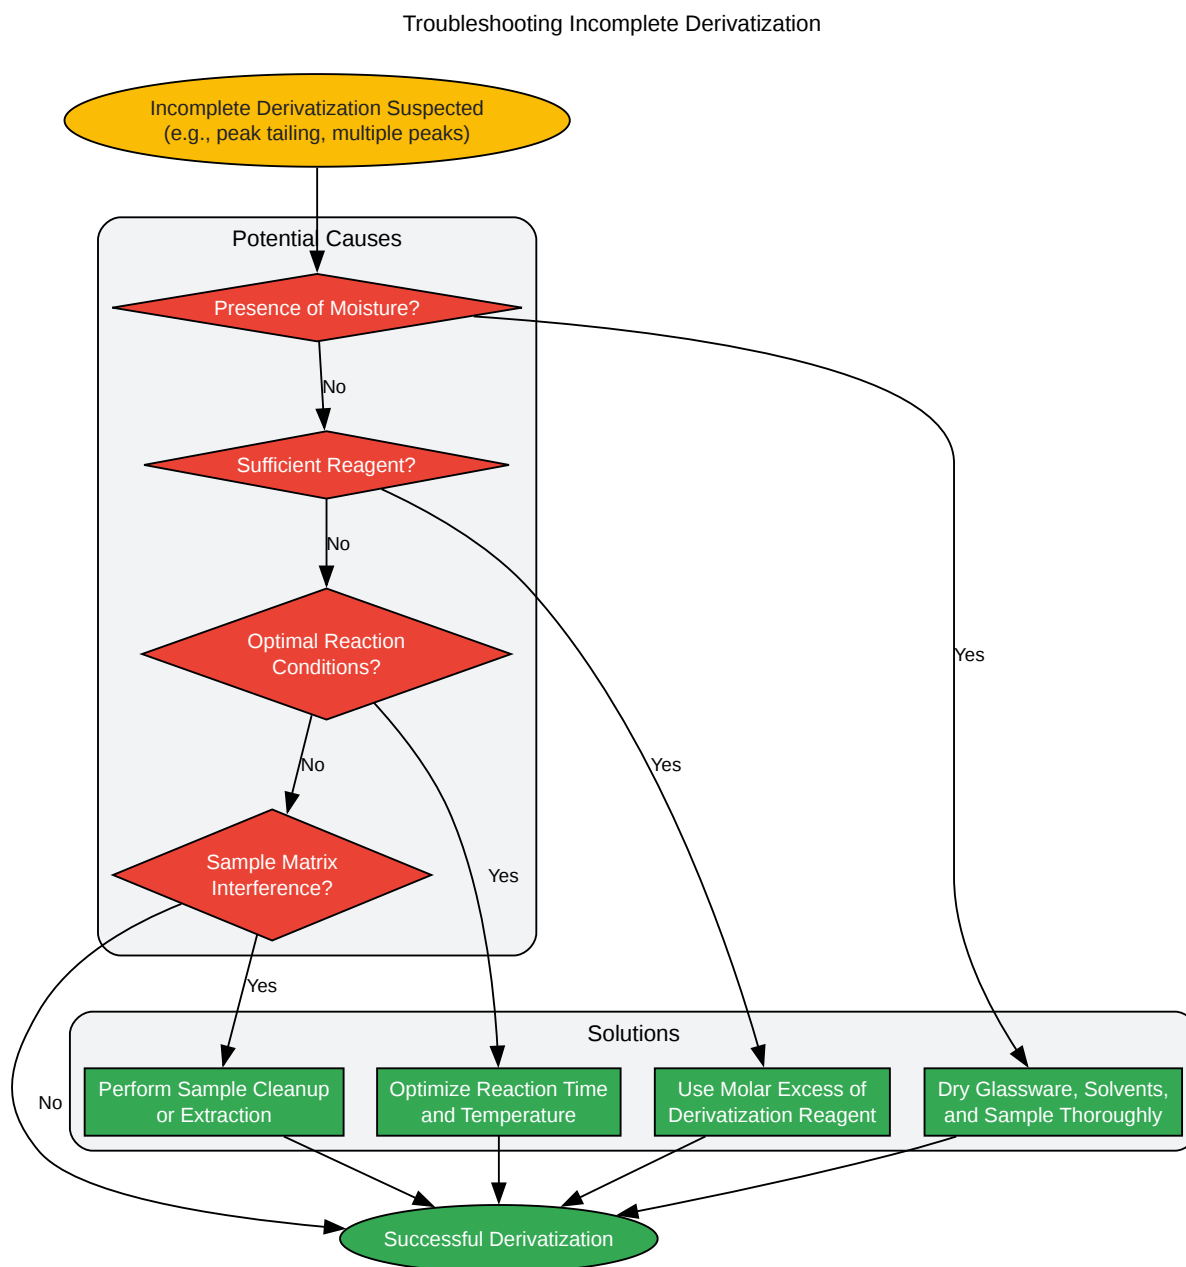 Troubleshooting Incomplete Derivatization
Incomplete Derivatization Suspected
(e.g., peak tailing, multiple peaks)
Potential Causes
Presence of Moisture?
No
Sufficient Reagent?
No
Optimal Reaction
Conditions?
Yes
No
Yes
Sample Matrix
Interference?
Yes
Yes
Solutions
Perform Sample Cleanup
or Extraction
Optimize Reaction Time
and Temperature
Use Molar Excess of
Derivatization Reagent
Dry Glassware, Solvents,
and Sample Thoroughly
No
Successful Derivatization